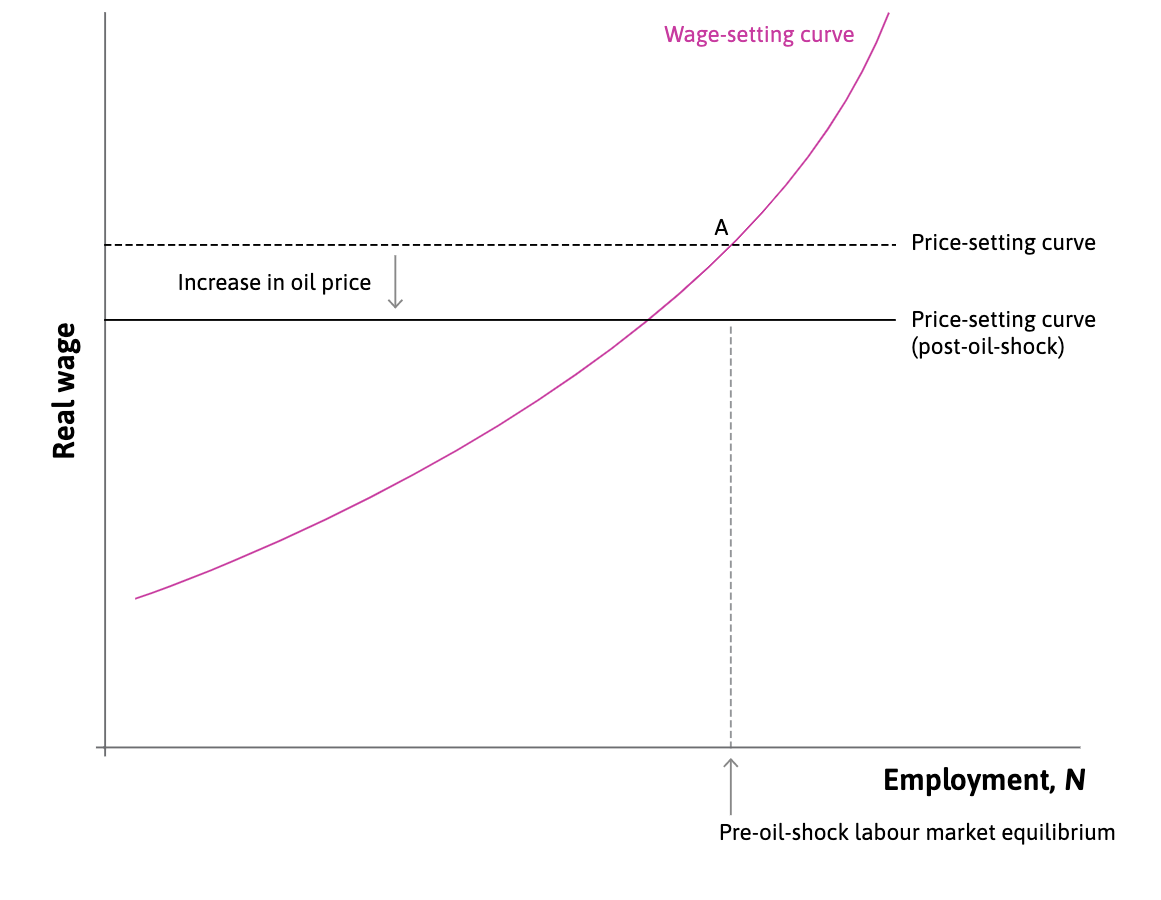 Wage-setting curve
A
Price-setting curve
Increase in oil price
Price-setting curve
(post-oil-shock)
Real wage
Employment, N
Pre-oil-shock labour market equilibrium